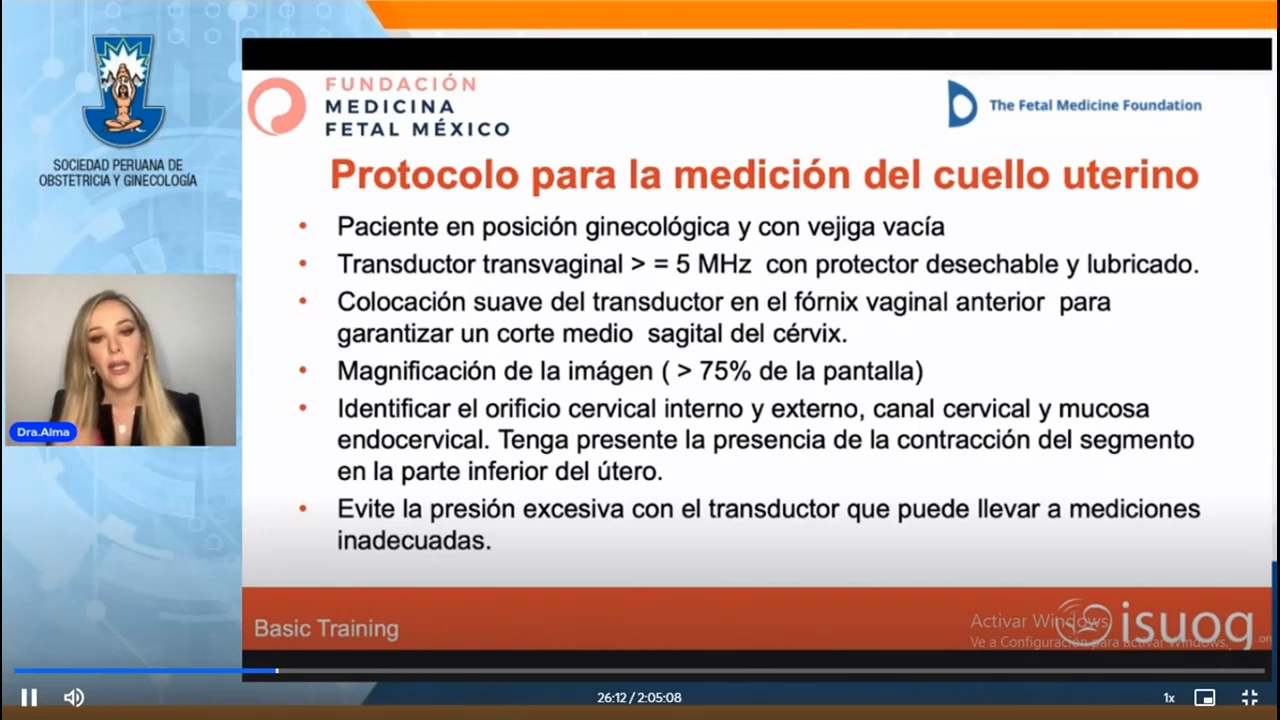 SOCIEDAD PERUANA DE
OBSTETRICIA Y GINECOLOGÍA
FUNDACIÓN
MEDICINA
FETAL MÉXICO
The Fetal Medicine Foundation
Protocolo para la medición del cuello uterino
• Paciente en posición ginecológica y con vejiga vacía
• Transductor transvaginal > = 5 MHz con protector desechable y lubricado.
• Colocación suave del transductor en el fórnix vaginal anterior para
garantizar un corte medio sagital del cérvix.
• Magnificación de la imágen ( > 75% de la pantalla)
• Identificar el orificio cervical interno y externo, canal cervical y mucosa
endocervical. Tenga presente la presencia de la contracción del segmento
en la parte inferior del útero.
• Evite la presión excesiva con el transductor que puede llevar a mediciones
inadecuadas.
Dra.Alma
Basic Training
isuog.org
Activar Windows
Ve a Configuración para activar Windows.
26:12 / 2:05:08
1x